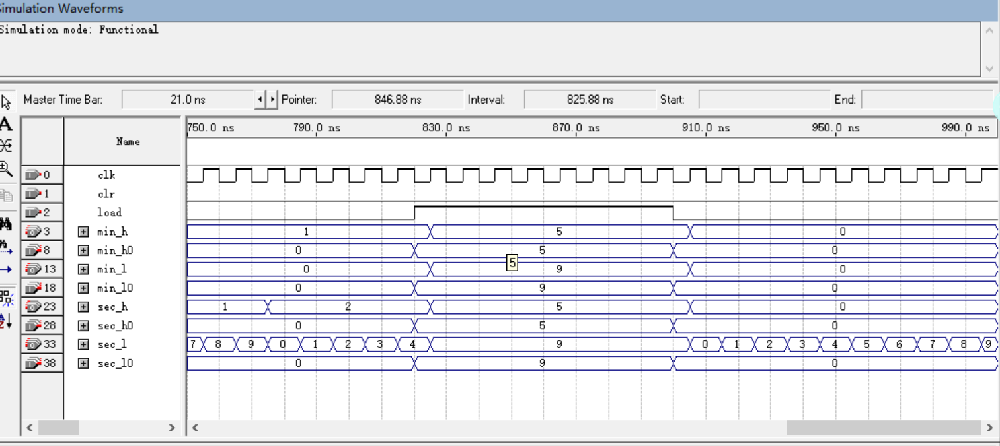 Simulation Waveforms
Simulation mode: Functional
Master Time Bar: 21.0 ns Pointer: 846.88 ns Interval: 825.88 ns Start: End:
A Name 750.0 ns 790.0 ns 830.0 ns 870.0 ns 910.0 ns 950.0 ns 990.0 ns
0 clk
1 clr
2 load
3 min_h 1 5 0
8 min_h0 0 5 0
5
13 min_l 0 9 0
18 min_l0 0 9 0
23 sec_h 1 2 5 0
28 sec_h0 0 5 0
33 sec_l 7 8 9 0 1 2 3 4 9 0 1 2 3 4 5 6 7 8 9
38 sec_l0 0 9 0